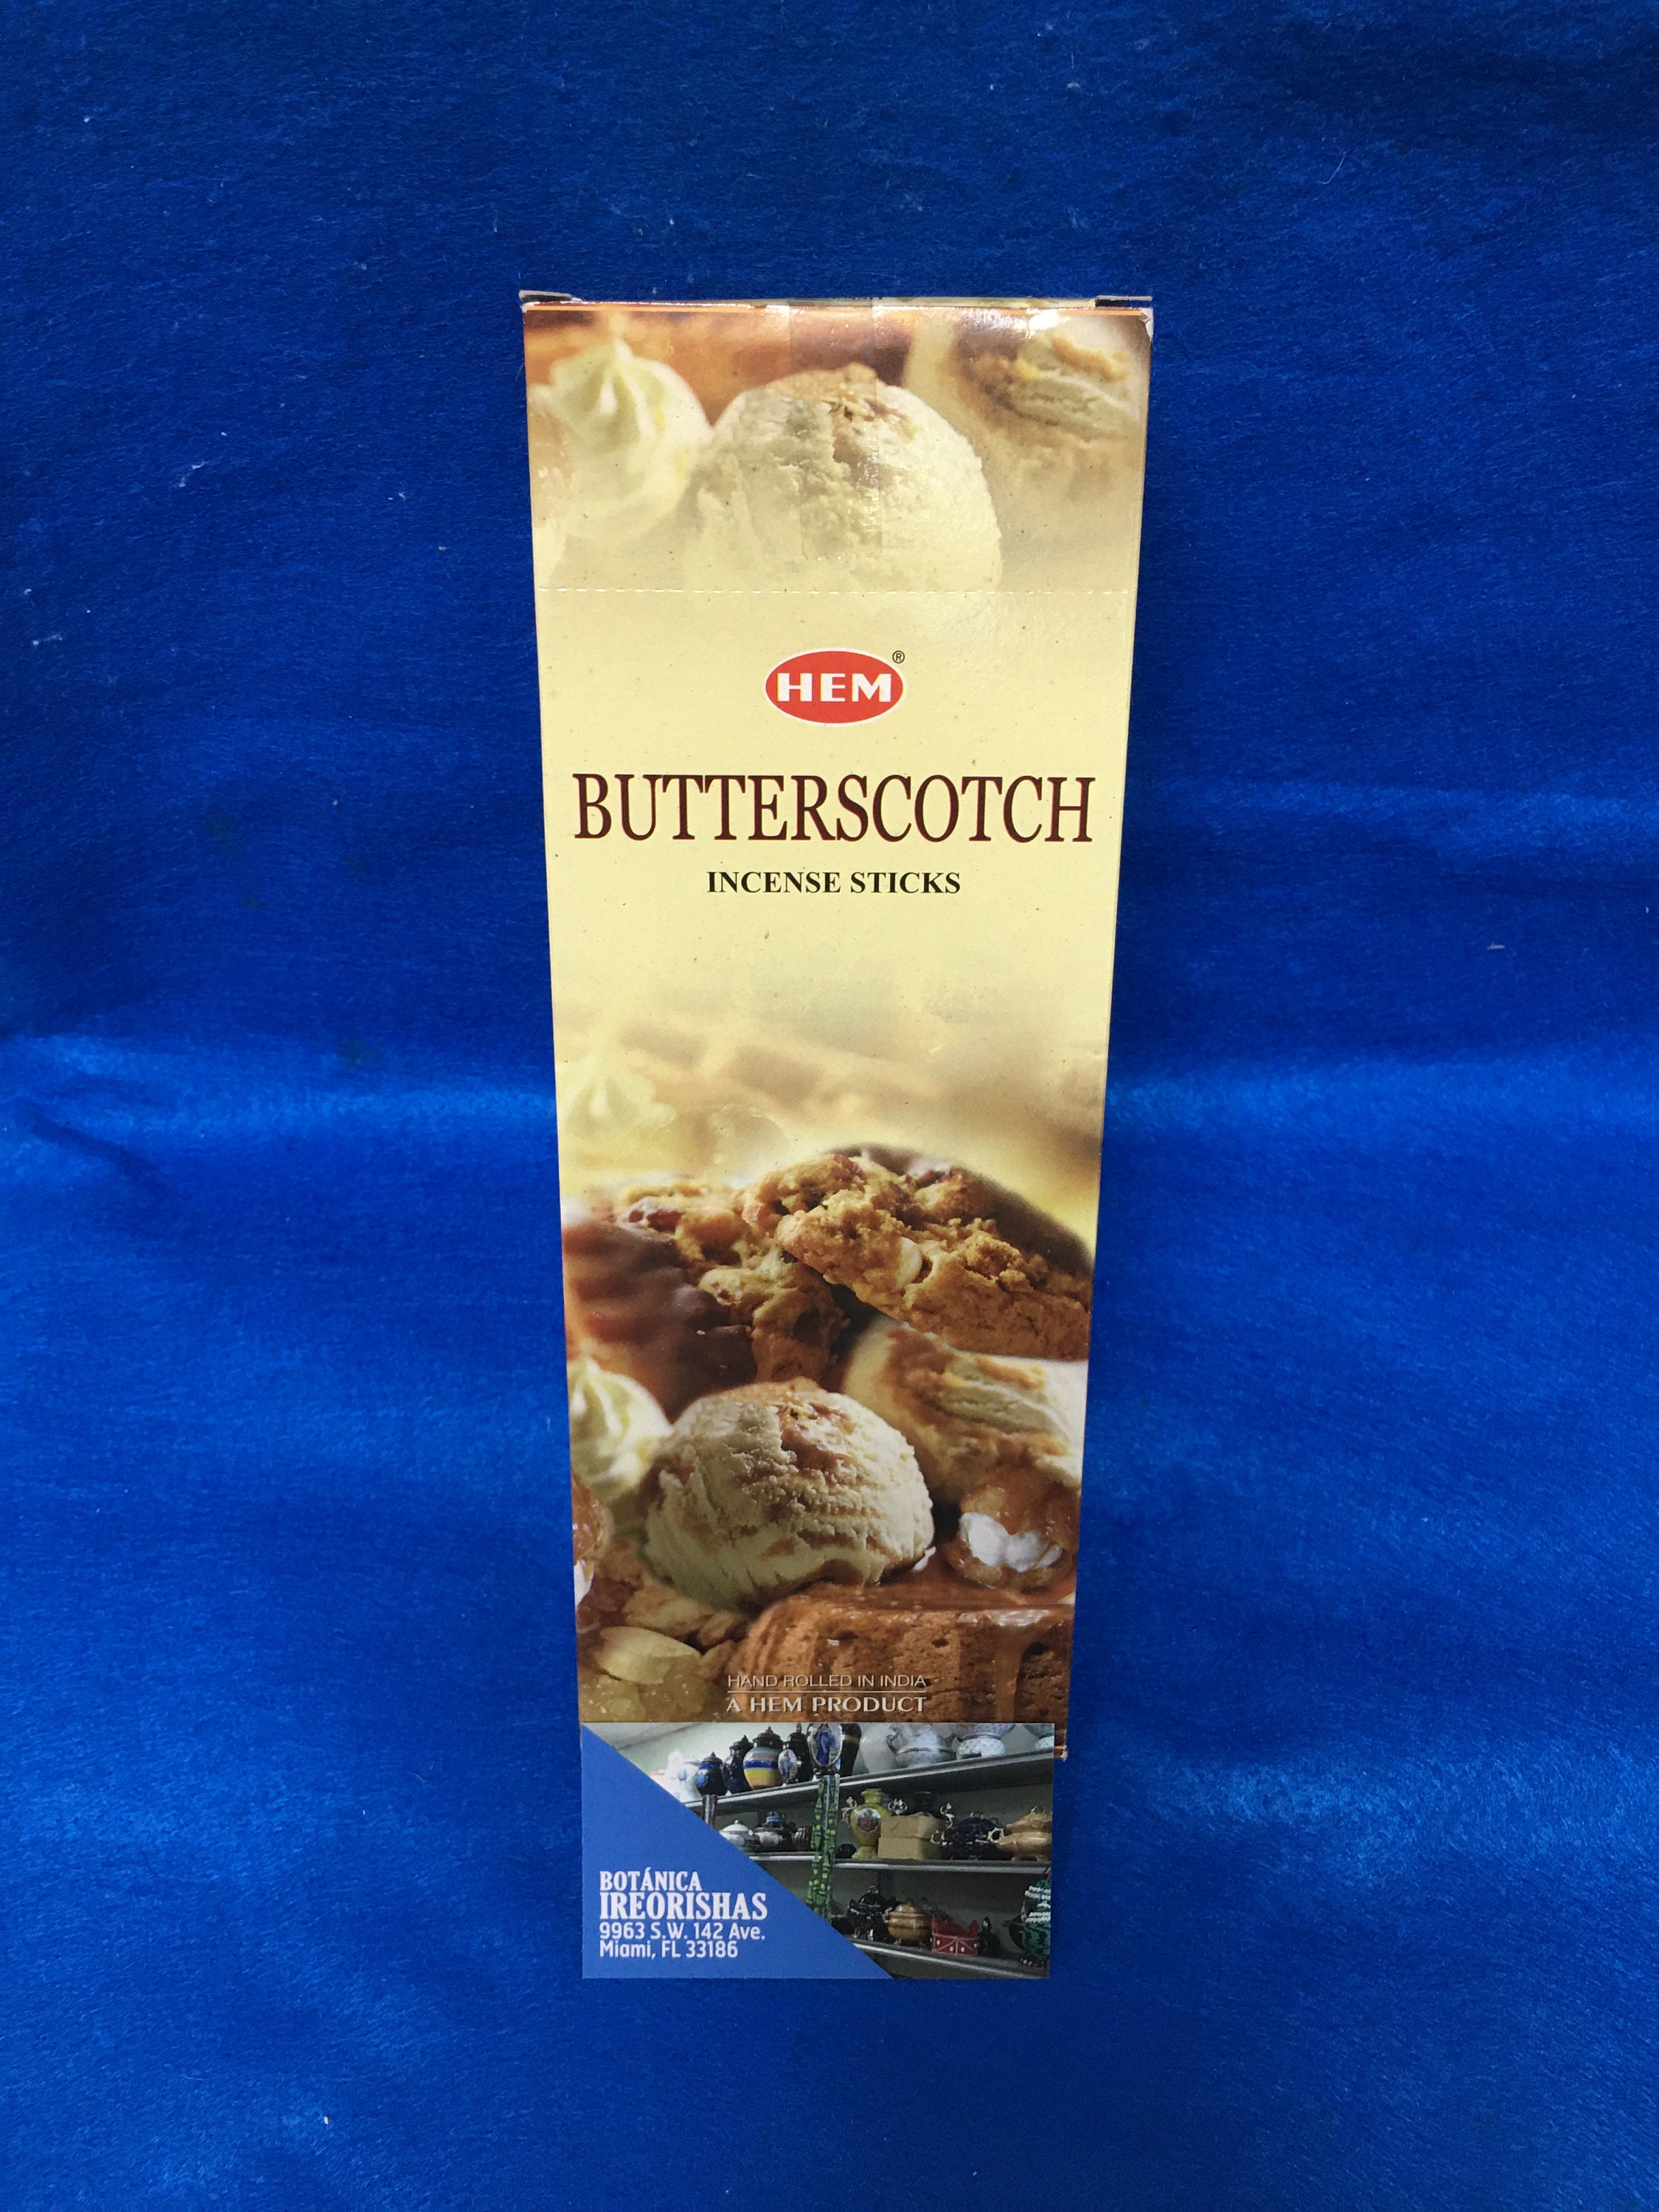 HEM®
BUTTERSCOTCH
INCENSE STICKS
HAND ROLLED IN INDIA
A HEM PRODUCT
BOTÁNICA
IREORISHAS
9963 S.W. 142 Ave.
Miami, FL 33186